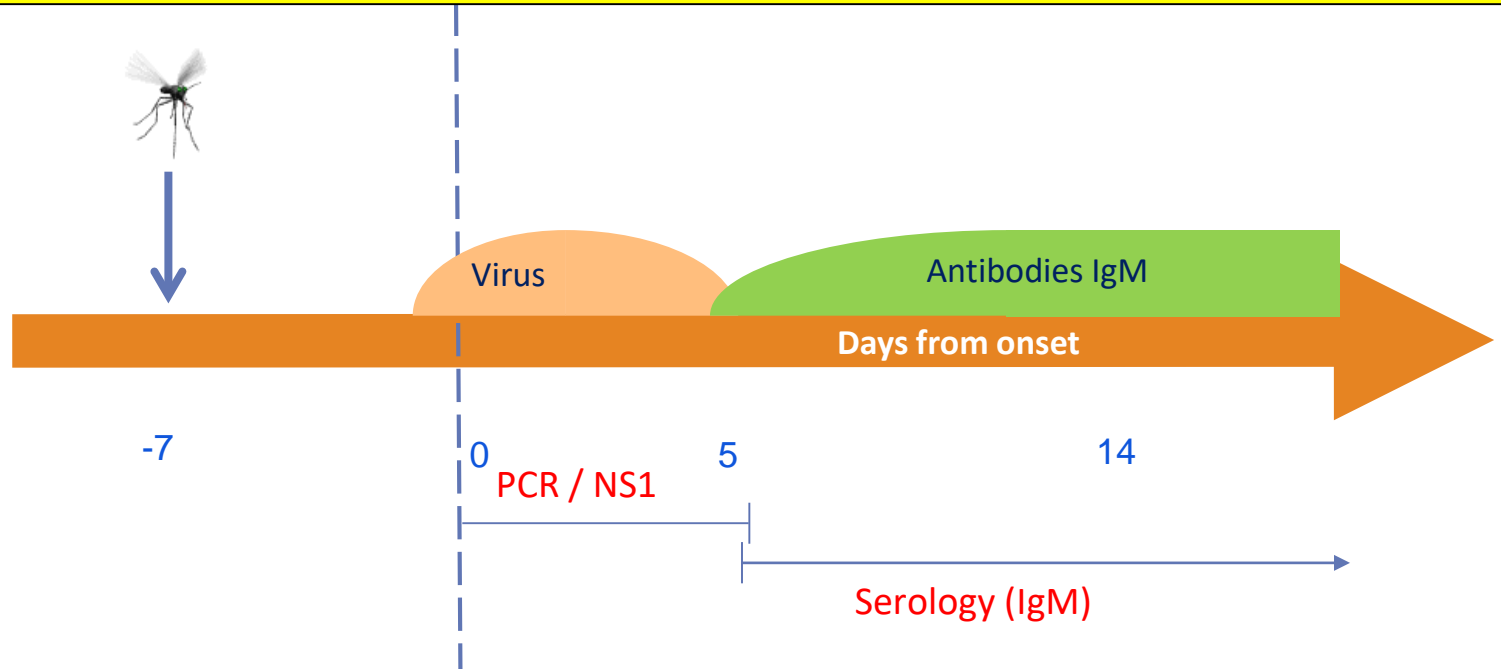 Virus
Antibodies IgM
Days from onset
-7
0
5
14
PCR / NS1
Serology (IgM)